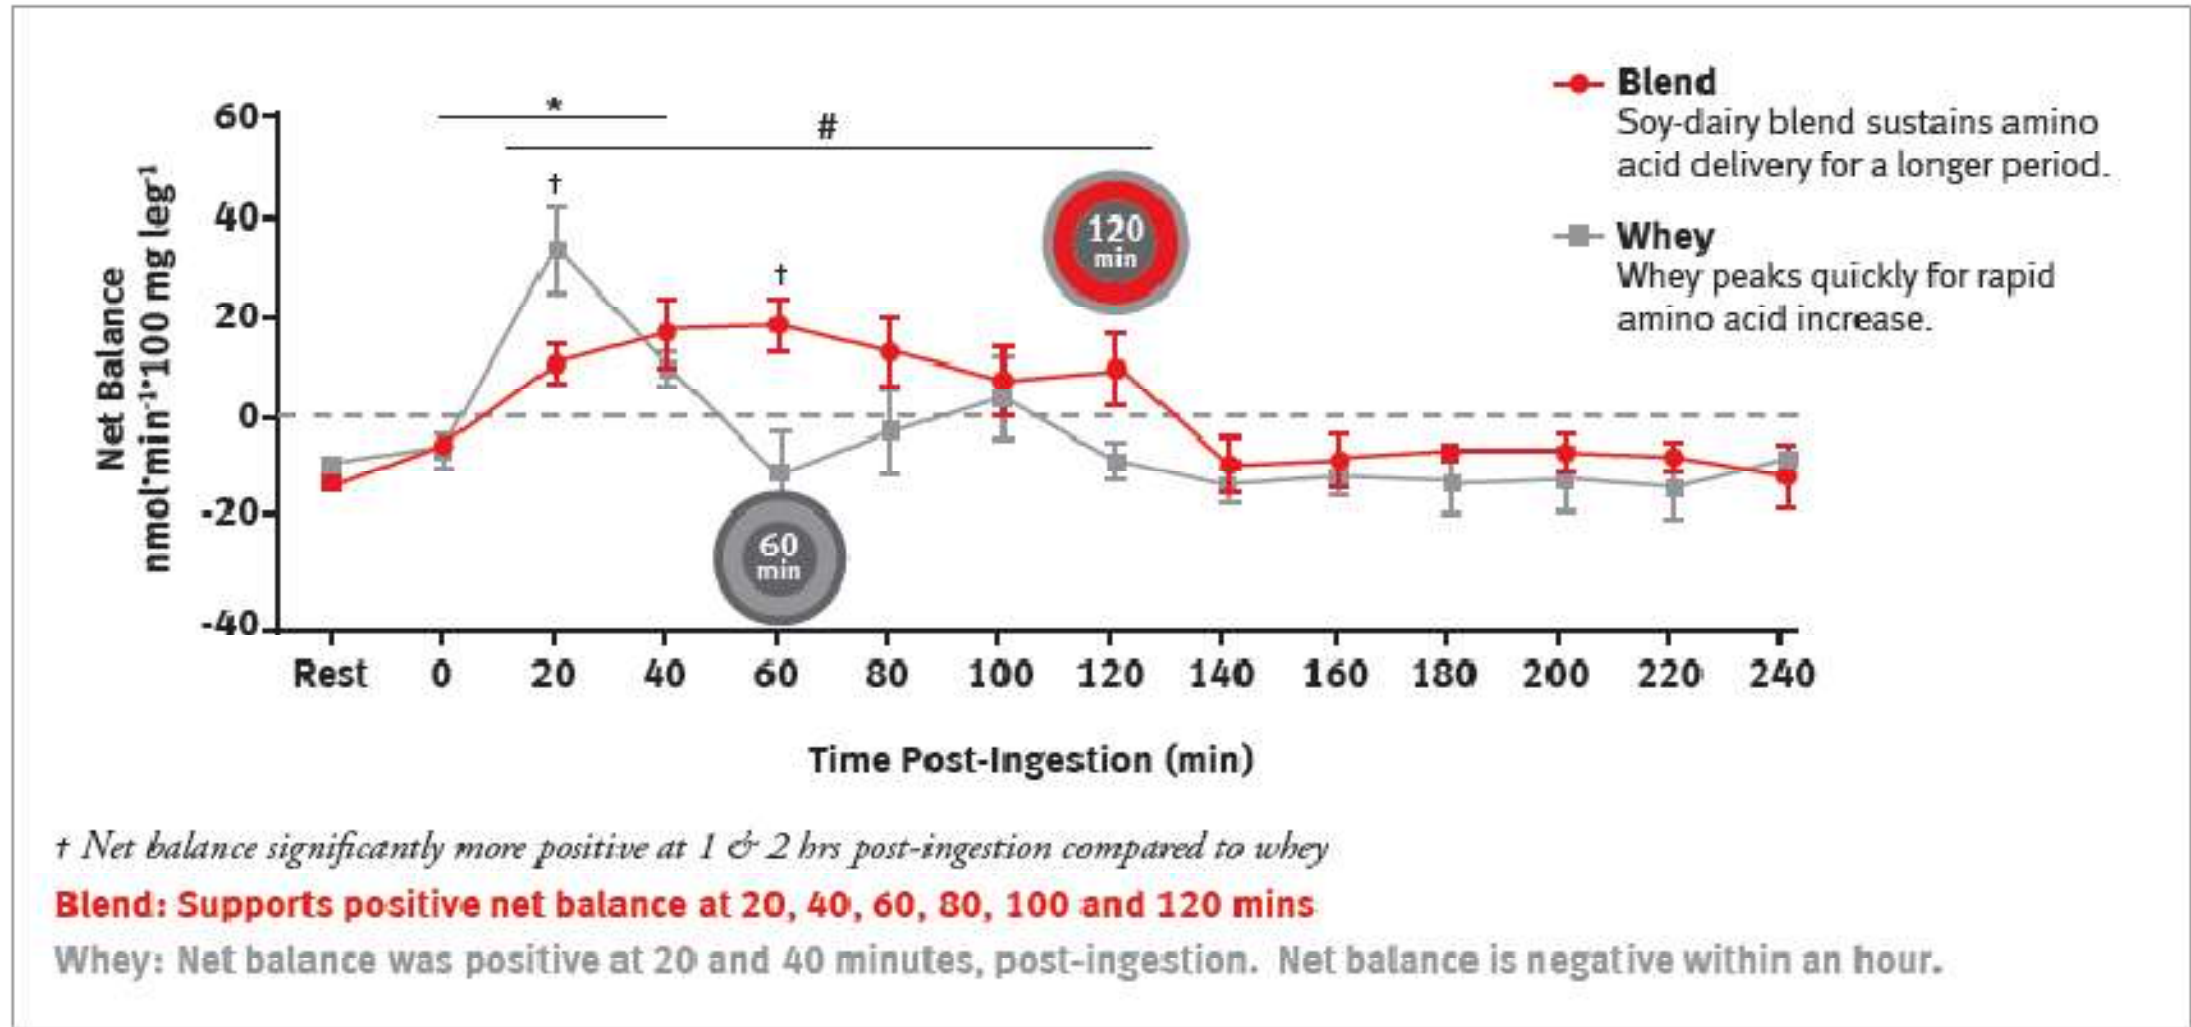 *
#
†
†
60
40
20
0
-20
-40
Net Balance
nmol*min-1*100 mg leg-1
120
min
60
min
Blend
Soy-dairy blend sustains amino
acid delivery for a longer period.
Whey
Whey peaks quickly for rapid
amino acid increase.
Rest 0 20 40 60 80 100 120 140 160 180 200 220 240
Time Post-Ingestion (min)
† Net balance significantly more positive at 1 & 2 hrs post-ingestion compared to whey
Blend: Supports positive net balance at 20, 40, 60, 80, 100 and 120 mins
Whey: Net balance was positive at 20 and 40 minutes, post-ingestion. Net balance is negative within an hour.